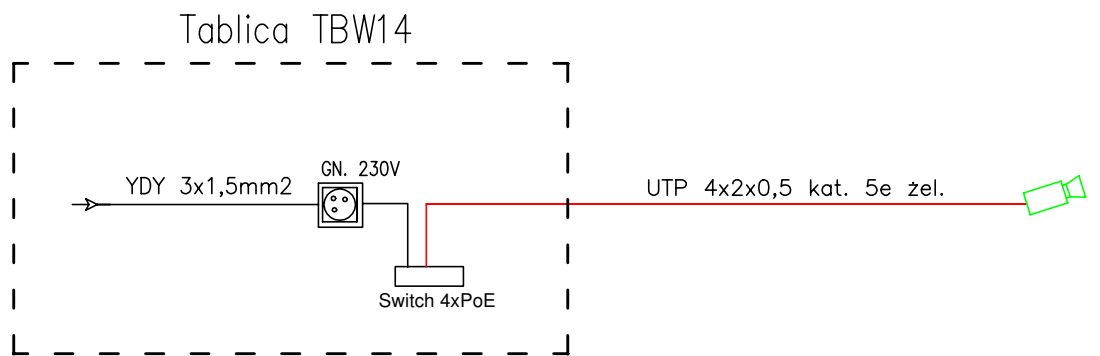 Tablica TBW14
GN. 230V
YDY 3x1,5mm2
UTP 4x2x0,5 kat. 5e żel.
Switch 4xPoE